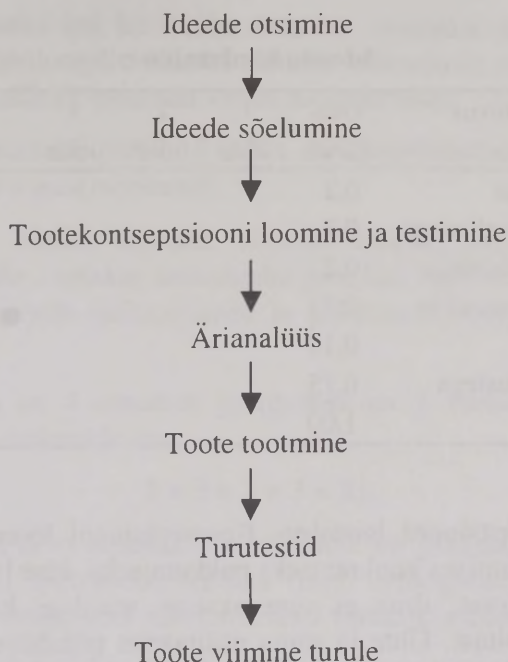 Ideede otsimine
Ideede sõelumine
Tootekontseptsiooni loomine ja testimine
Ärianalüüs
Toote tootmine
Turutestid
Toote viimine turule